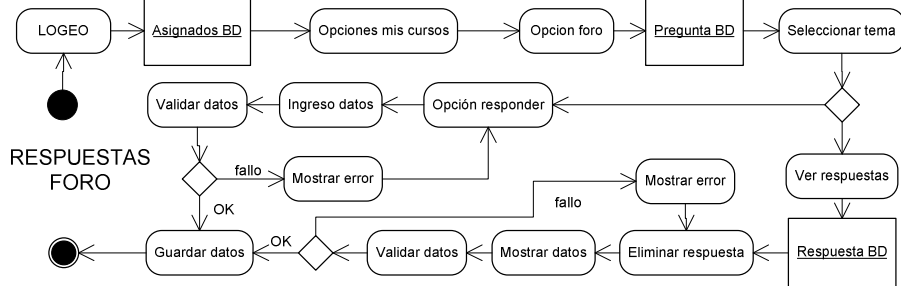 LOGEO
Asignados BD
Opciones mis cursos
Opcion foro
Pregunta BD
Seleccionar tema
Validar datos
Ingreso datos
Opción responder
RESPUESTAS
FORO
fallo
Mostrar error
Mostrar error
fallo
Ver respuestas
OK
Guardar datos
OK
Validar datos
Mostrar datos
Eliminar respuesta
Respuesta BD